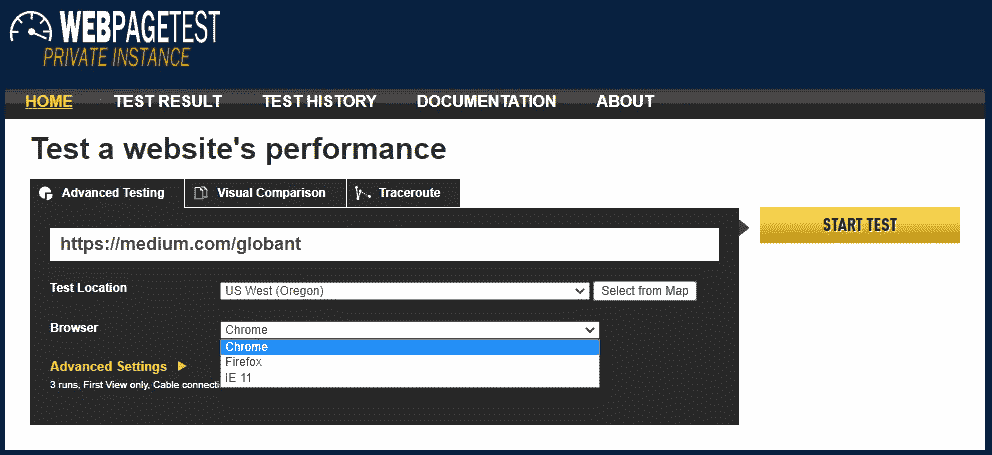 WEBPAGETEST
PRIVATE INSTANCE
HOME TEST RESULT TEST HISTORY DOCUMENTATION ABOUT
Test a website's performance
Advanced Testing Visual Comparison Traceroute
https://medium.com/globant
START TEST
Test Location US West (Oregon) Select from Map
Browser Chrome
Chrome
Advanced Settings Firefox
3 runs, First View only, Cable IE 11